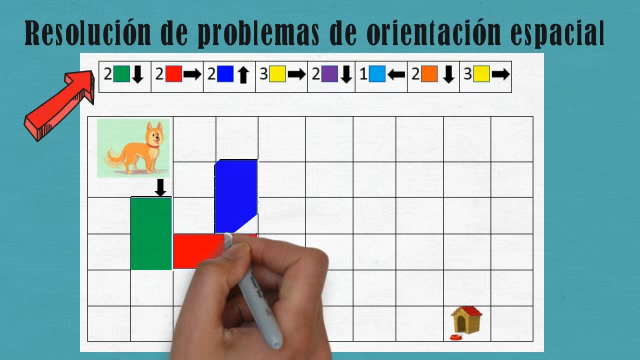 Resolución de problemas de orientación espacial
2 2 2 3 2 1 2 3